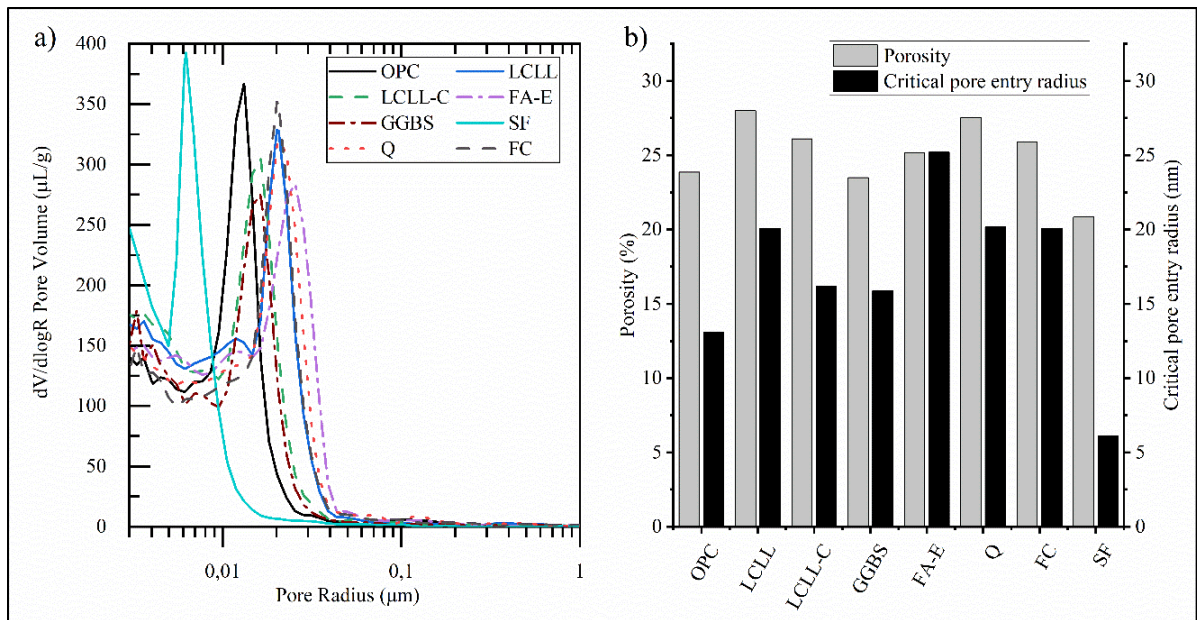 a)
dV/dlogR Pore Volume (μL/g)
400
350
300
250
200
150
100
50
0
OPC LCLL
LCLL-C FA-E
GGBS SF
Q FC
0,01 0,1 1
Pore Radius (μm)
b)
Porosity
Critical pore entry radius
Porosity (%)
30
25
20
15
10
5
0
OPC LCLL LCLL-C GGBS FA-E Q FC SF
30
25
20
15
10
5
0
Critical pore entry radius (nm)